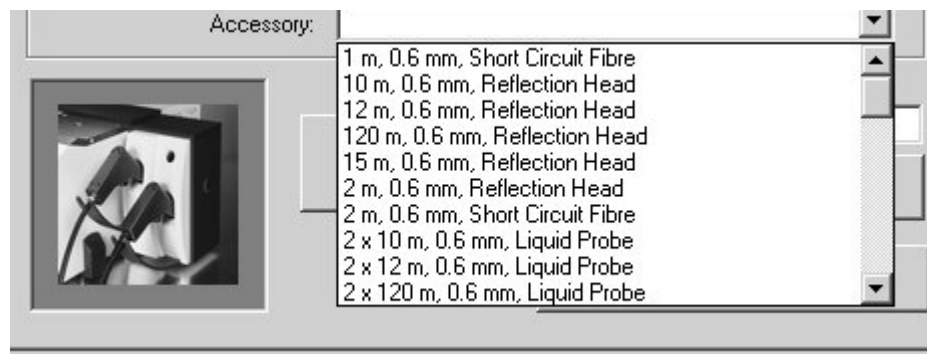 Accessory:
1 m, 0.6 mm, Short Circuit Fibre
10 m, 0.6 mm, Reflection Head
12 m, 0.6 mm, Reflection Head
120 m, 0.6 mm, Reflection Head
15 m, 0.6 mm, Reflection Head
2 m, 0.6 mm, Reflection Head
2 m, 0.6 mm, Short Circuit Fibre
2 x 10 m, 0.6 mm, Liquid Probe
2 x 12 m, 0.6 mm, Liquid Probe
2 x 120 m, 0.6 mm, Liquid Probe